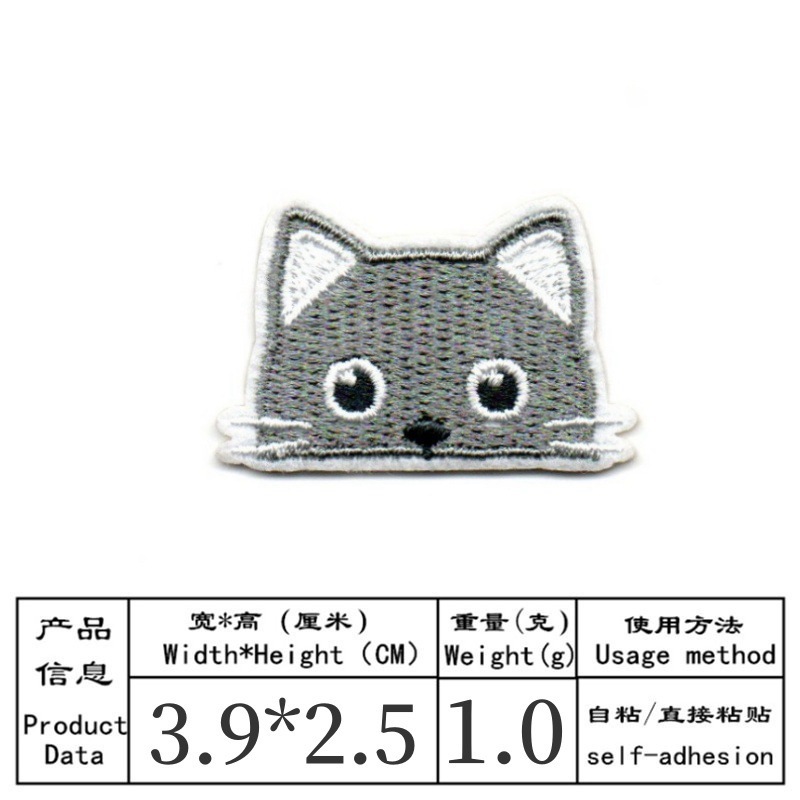 产品
信息
Product
Data
宽*高 (厘米)
Width*Height (CM)
重量(克)
Weight(g)
使用方法
Usage method
3.9*2.5
1.0
自粘/直接粘贴
self-adhesion